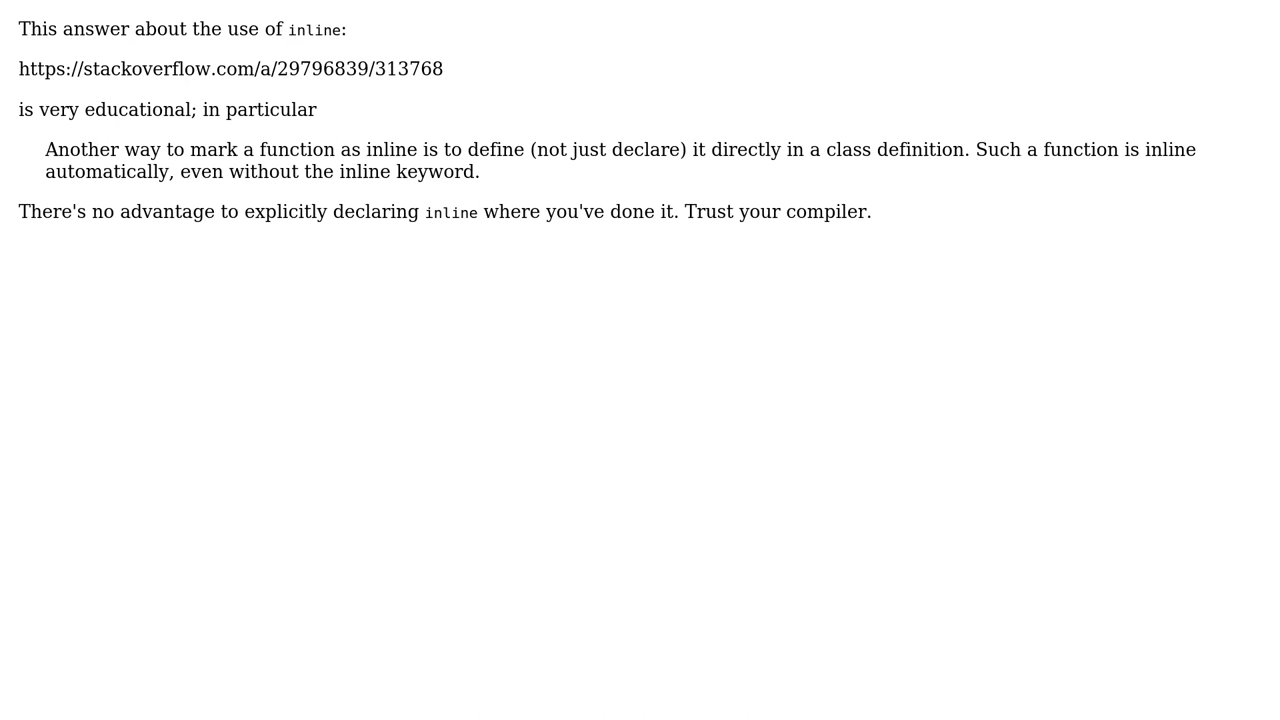 This answer about the use of inline:
https://stackoverflow.com/a/29796839/313768
is very educational; in particular
Another way to mark a function as inline is to define (not just declare) it directly in a class definition. Such a function is inline
automatically, even without the inline keyword.
There's no advantage to explicitly declaring inline where you've done it. Trust your compiler.